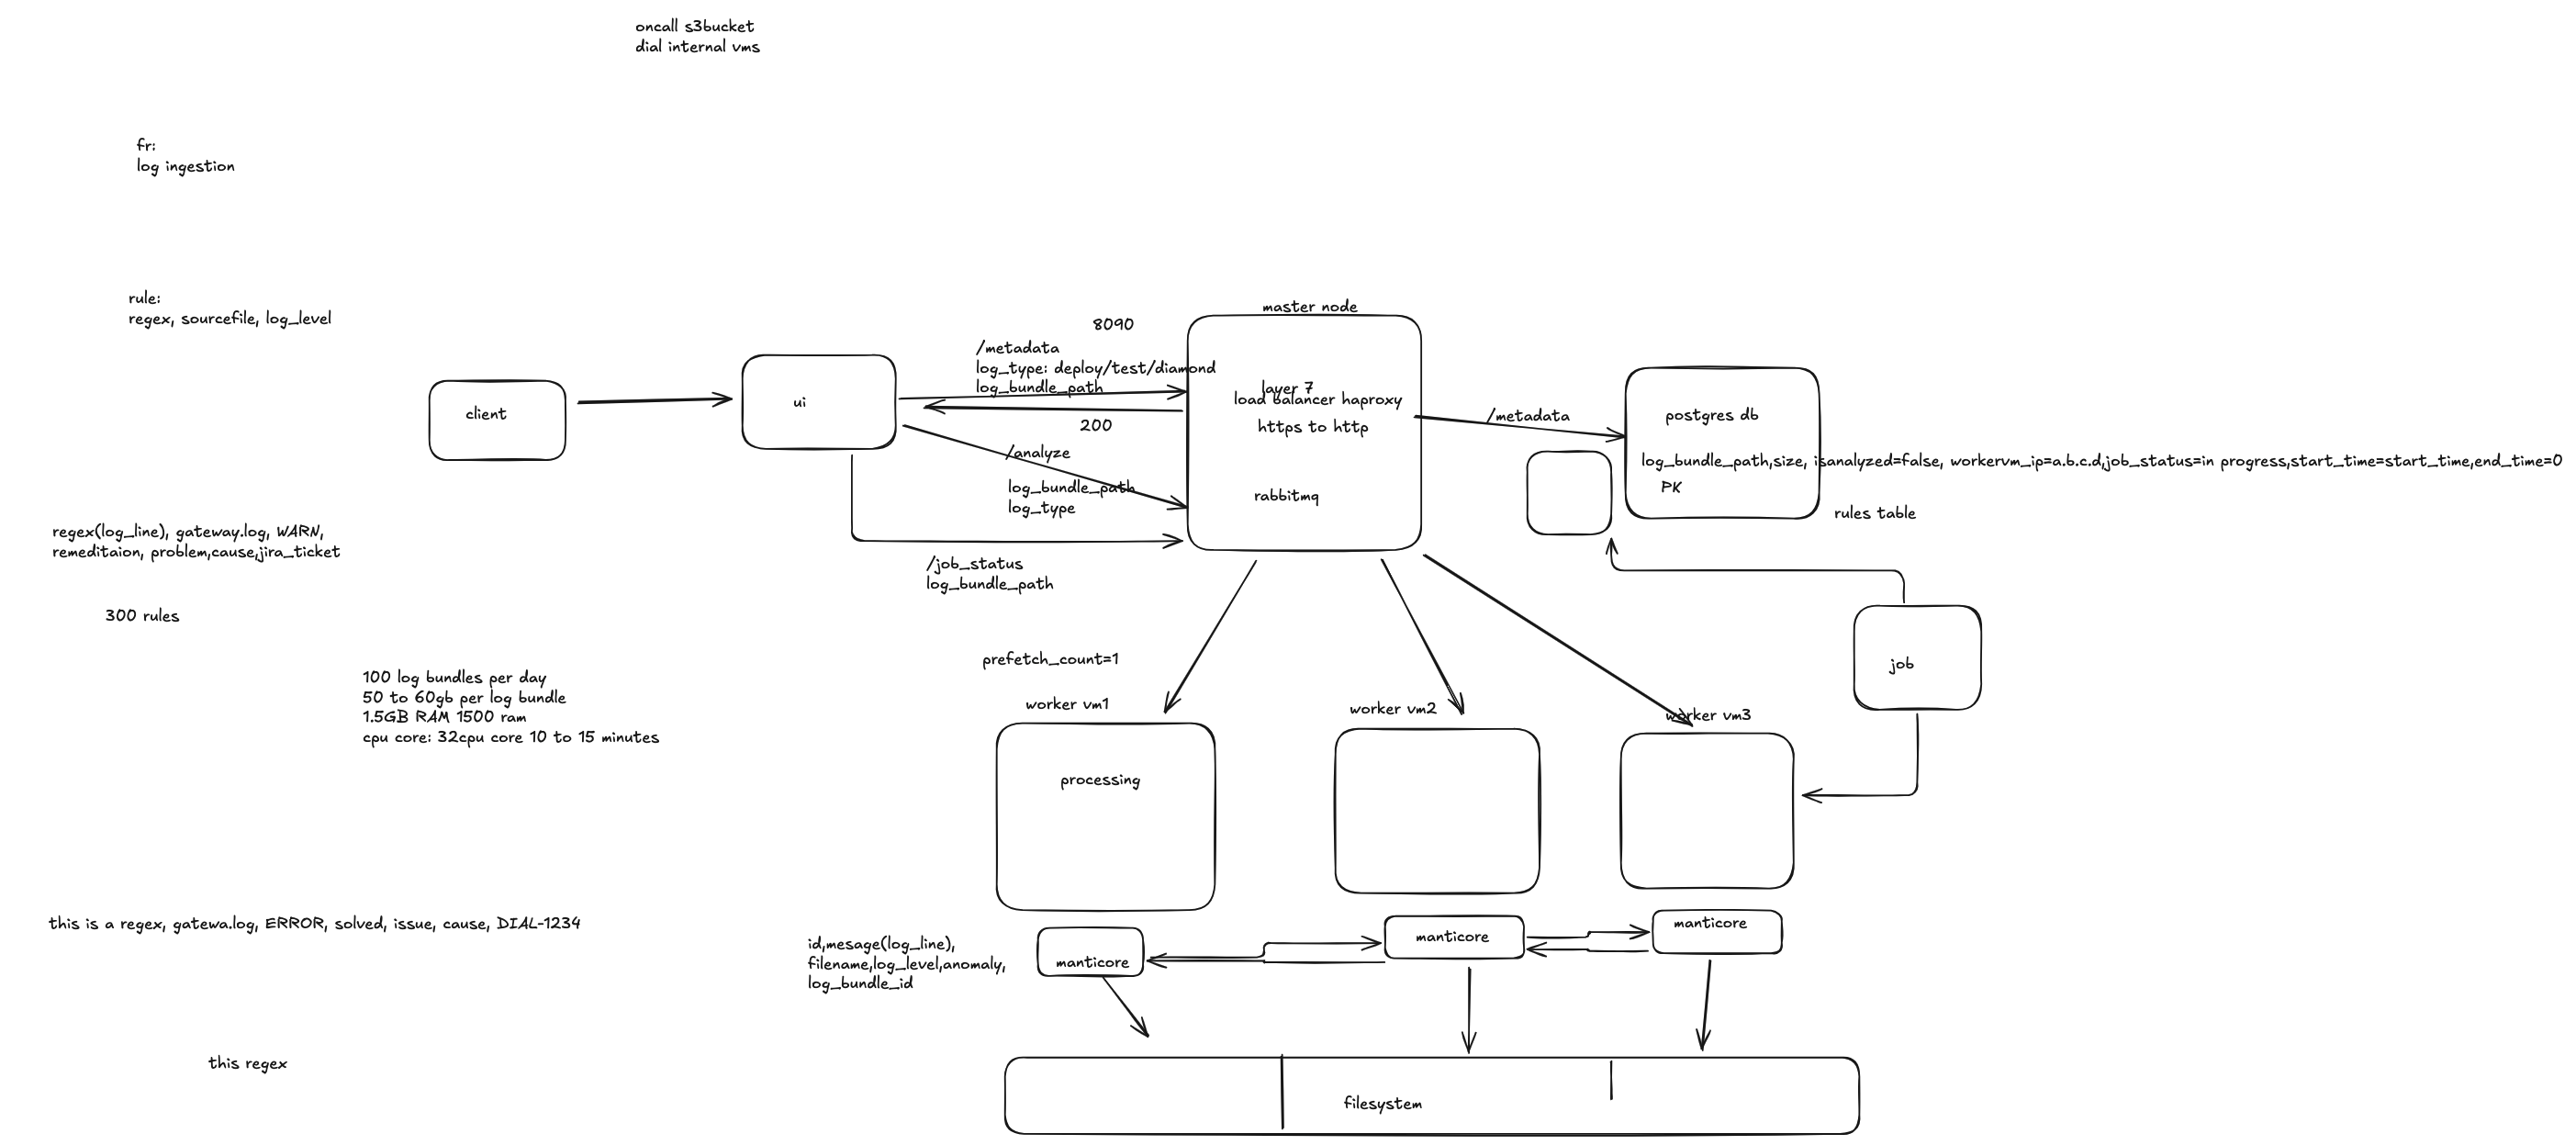 oncall s3bucket
dial internal vms
fr:
log ingestion
rule:
regex, sourcefile, log_level
master node
8090
/metadata
log_type: deploy/test/diamond
log_bundle_path
layer 7
load balancer haproxy
https to http
client
ui
200
/metadata
postgres db
/analyze
log_bundle_path,size, isanalyzed=false, workervm_ip=a.b.c.d,job_status=in progress,start_time=start_time,end_time=0
PK
log_bundle_path
log_type
rabbitmq
rules table
regex(log_line), gateway.log, WARN,
remeditaion, problem,cause,jira_ticket
/job_status
log_bundle_path
300 rules
prefetch_count=1
job
100 log bundles per day
50 to 60gb per log bundle
1.5GB RAM 1500 ram
cpu core: 32cpu core 10 to 15 minutes
worker vm1
worker vm2
worker vm3
processing
this is a regex, gatewa.log, ERROR, solved, issue, cause, DIAL-1234
id,mesage(log_line),
filename,log_level,anomaly,
log_bundle_id
manticore
manticore
manticore
this regex
filesystem